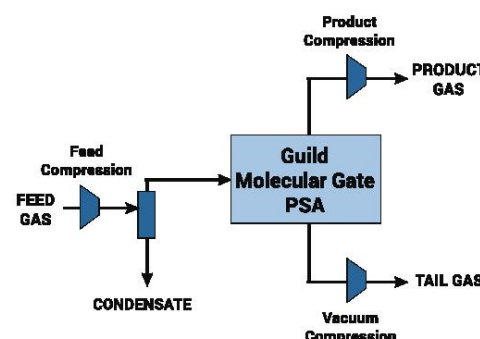 Product
Compression
PRODUCT
GAS
Guild
Molecular Gate
PSA
Feed
Compression
FEED
GAS
CONDENSATE
TAIL GAS
Vacuum
Compression